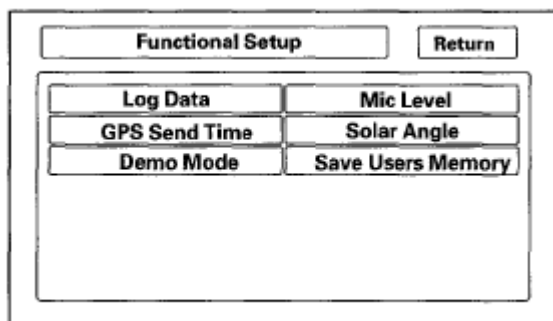 Functional Setup Return
Log Data Mic Level
GPS Send Time Solar Angle
Demo Mode Save Users Memory